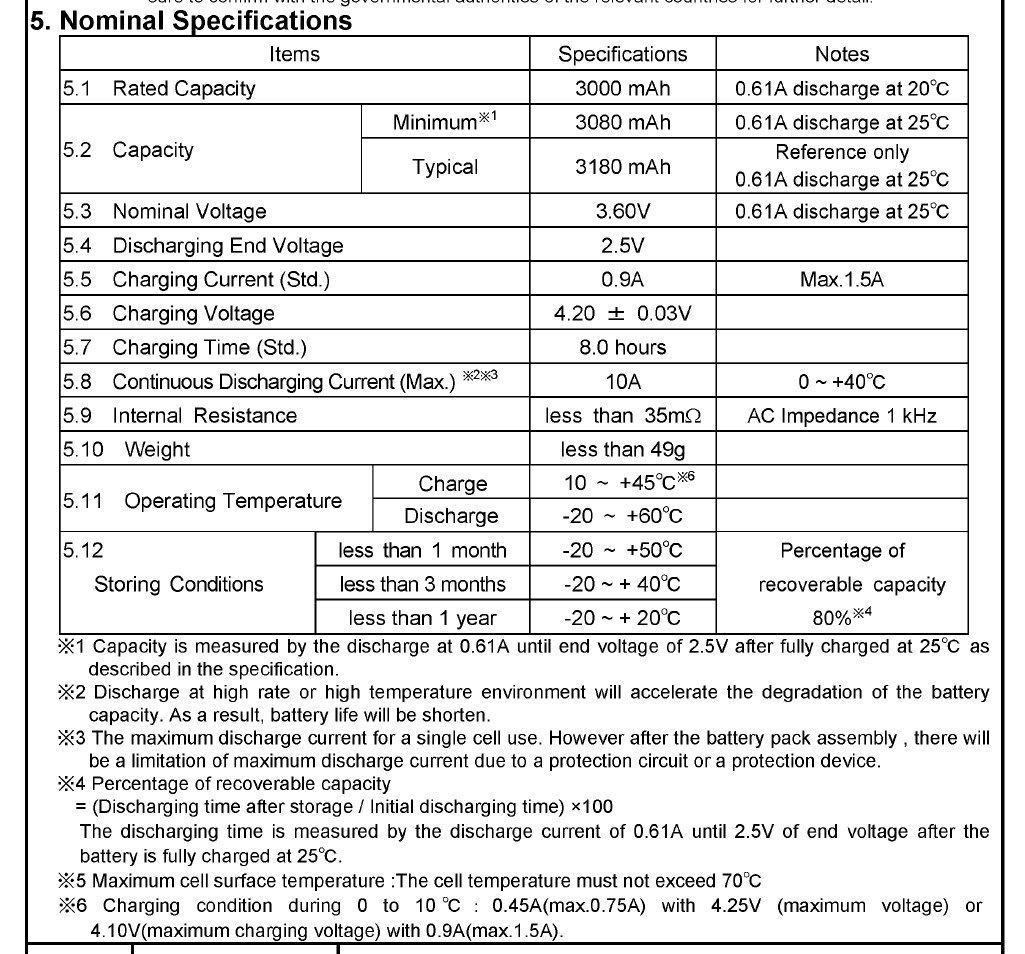 sure to confirm with the governmental authorities of the relevant countries for further detail.
5. Nominal Specifications
Items Specifications Notes
5.1 Rated Capacity 3000 mAh 0.61A discharge at 20℃
5.2 Capacity Minimum※1 3080 mAh 0.61A discharge at 25℃
Typical 3180 mAh Reference only
0.61A discharge at 25℃
5.3 Nominal Voltage 3.60V 0.61A discharge at 25℃
5.4 Discharging End Voltage 2.5V
5.5 Charging Current (Std.) 0.9A Max.1.5A
5.6 Charging Voltage 4.20 ± 0.03V
5.7 Charging Time (Std.) 8.0 hours
5.8 Continuous Discharging Current (Max.) ※2※3 10A 0 ~ +40℃
5.9 Internal Resistance less than 35mΩ AC Impedance 1 kHz
5.10 Weight less than 49g
5.11 Operating Temperature Charge 10 ~ +45℃※6
Discharge -20 ~ +60℃
5.12 less than 1 month -20 ~ +50℃ Percentage of
Storing Conditions less than 3 months -20 ~ + 40℃ recoverable capacity
less than 1 year -20 ~ + 20℃ 80%※4
※1 Capacity is measured by the discharge at 0.61A until end voltage of 2.5V after fully charged at 25℃ as
described in the specification.
※2 Discharge at high rate or high temperature environment will accelerate the degradation of the battery
capacity. As a result, battery life will be shorten.
※3 The maximum discharge current for a single cell use. However after the battery pack assembly , there will
be a limitation of maximum discharge current due to a protection circuit or a protection device.
※4 Percentage of recoverable capacity
= (Discharging time after storage / Initial discharging time) ×100
The discharging time is measured by the discharge current of 0.61A until 2.5V of end voltage after the
battery is fully charged at 25℃.
※5 Maximum cell surface temperature :The cell temperature must not exceed 70℃
※6 Charging condition during 0 to 10 ℃ : 0.45A(max.0.75A) with 4.25V (maximum voltage) or
4.10V(maximum charging voltage) with 0.9A(max.1.5A).